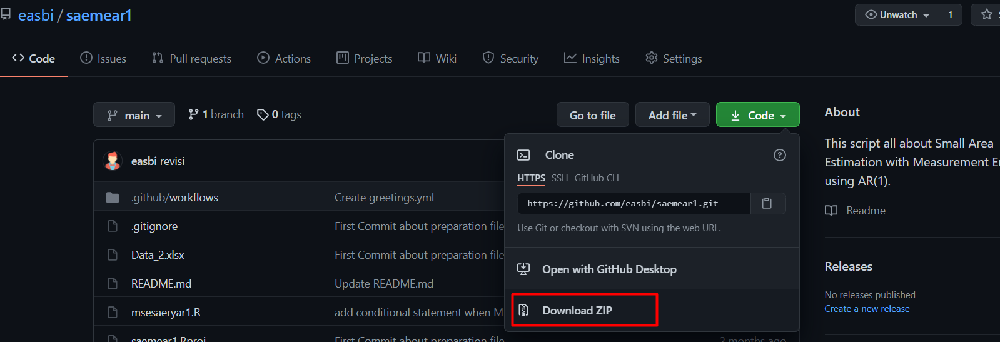 easbi / saemear1
Unwatch 1
Code Issues Pull requests Actions Projects Wiki Security Insights Settings
main 1 branch 0 tags Go to file Add file Code
easbi revisi
.github/workflows Create greetings.yml
.gitignore First Commit about preparation file
Data_2.xlsx First Commit about preparation file
README.md Update README.md
msesaeryar1.R add conditional statement when M
saemear1.Rproj First Commit about preparation file 2 months ago
Clone
HTTPS SSH GitHub CLI
https://github.com/easbi/saemear1.git
Use Git or checkout with SVN using the web URL.
Open with GitHub Desktop
Download ZIP
About
This script all about Small Area
Estimation with Measurement E
using AR(1).
Readme
Releases
No releases published
Create a new release